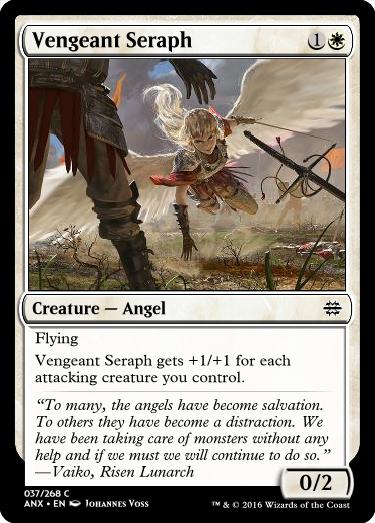 Vengeant Seraph 1
Creature — Angel
Flying
Vengeant Seraph gets +1/+1 for each
attacking creature you control.
“To many, the angels have become salvation.
To others they have become a distraction. We
have been taking care of monsters without any
help and if we must we will continue to do so.”
—Vaiko, Risen Lunarch
0/2
037/268 C
ANX • EN Johannes Voss
™ & © 2016 Wizards of the Coast